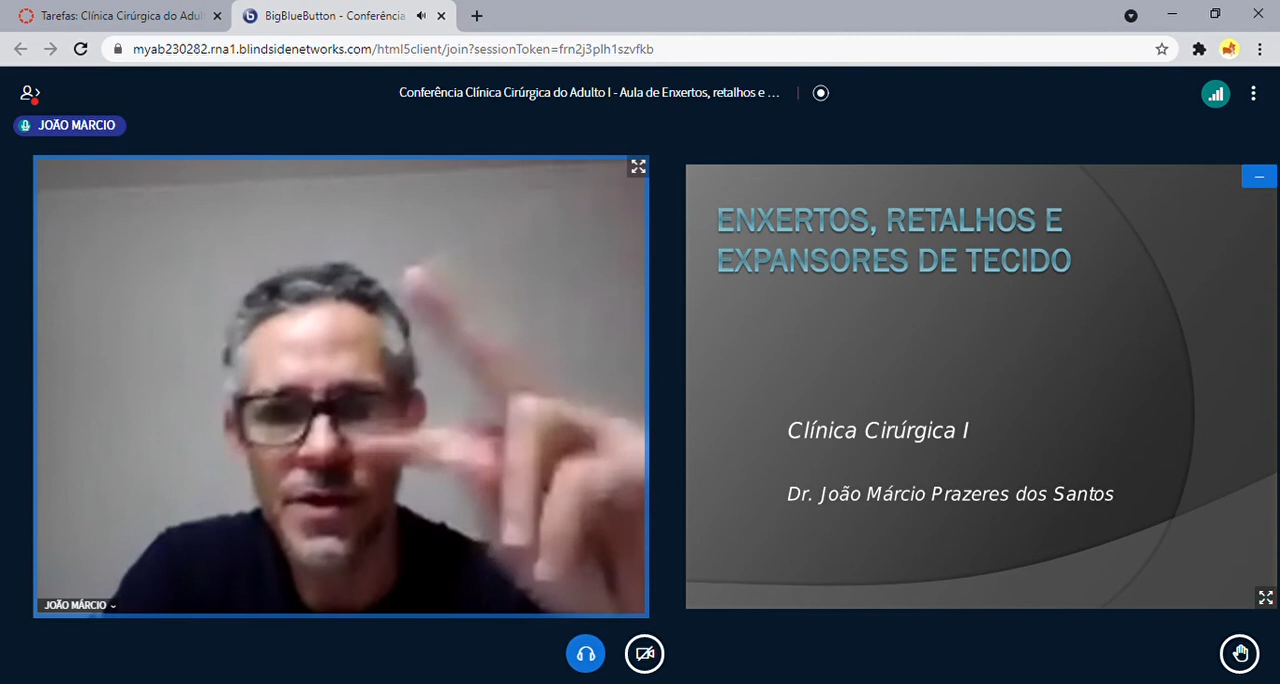 Tarefas: Clínica Cirúrgica do Adul
BigBlueButton - Conferência
myab230282.rna1.blindsidenetworks.com/html5client/join?sessionToken=frn2j3plh1szvfkb
Conferência Clínica Cirúrgica do Adulto I - Aula de Enxertos, retalhos e ...
JOÃO MARCIO
ENXERTOS, RETALHOS E
EXPANSORES DE TECIDO
Clínica Cirúrgica I
Dr. João Márcio Prazeres dos Santos
JOÃO MÁRCIO